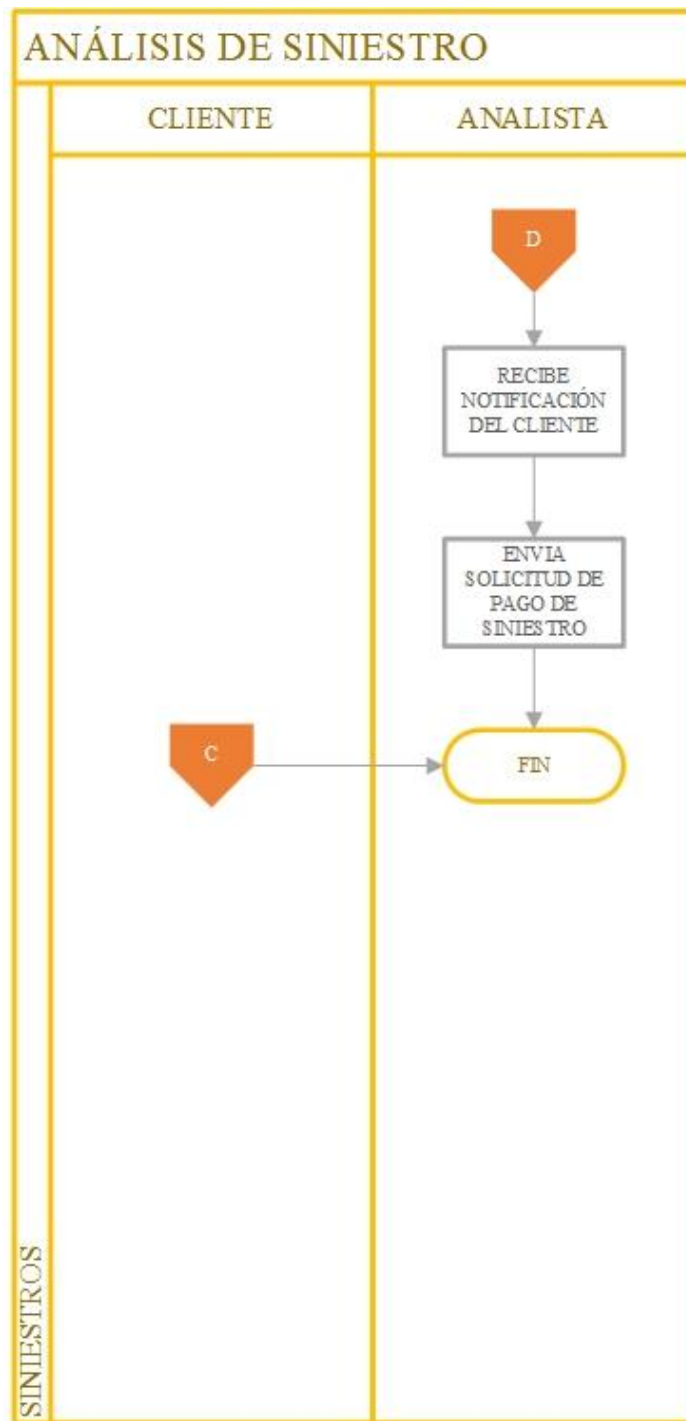 ANÁLISIS DE SINIESTRO
CLIENTE
ANALISTA
D
RECIBE
NOTIFICACIÓN
DEL CLIENTE
ENVIA
SOLICITUD DE
PAGO DE
SINIESTRO
C
FIN
SINIESTROS